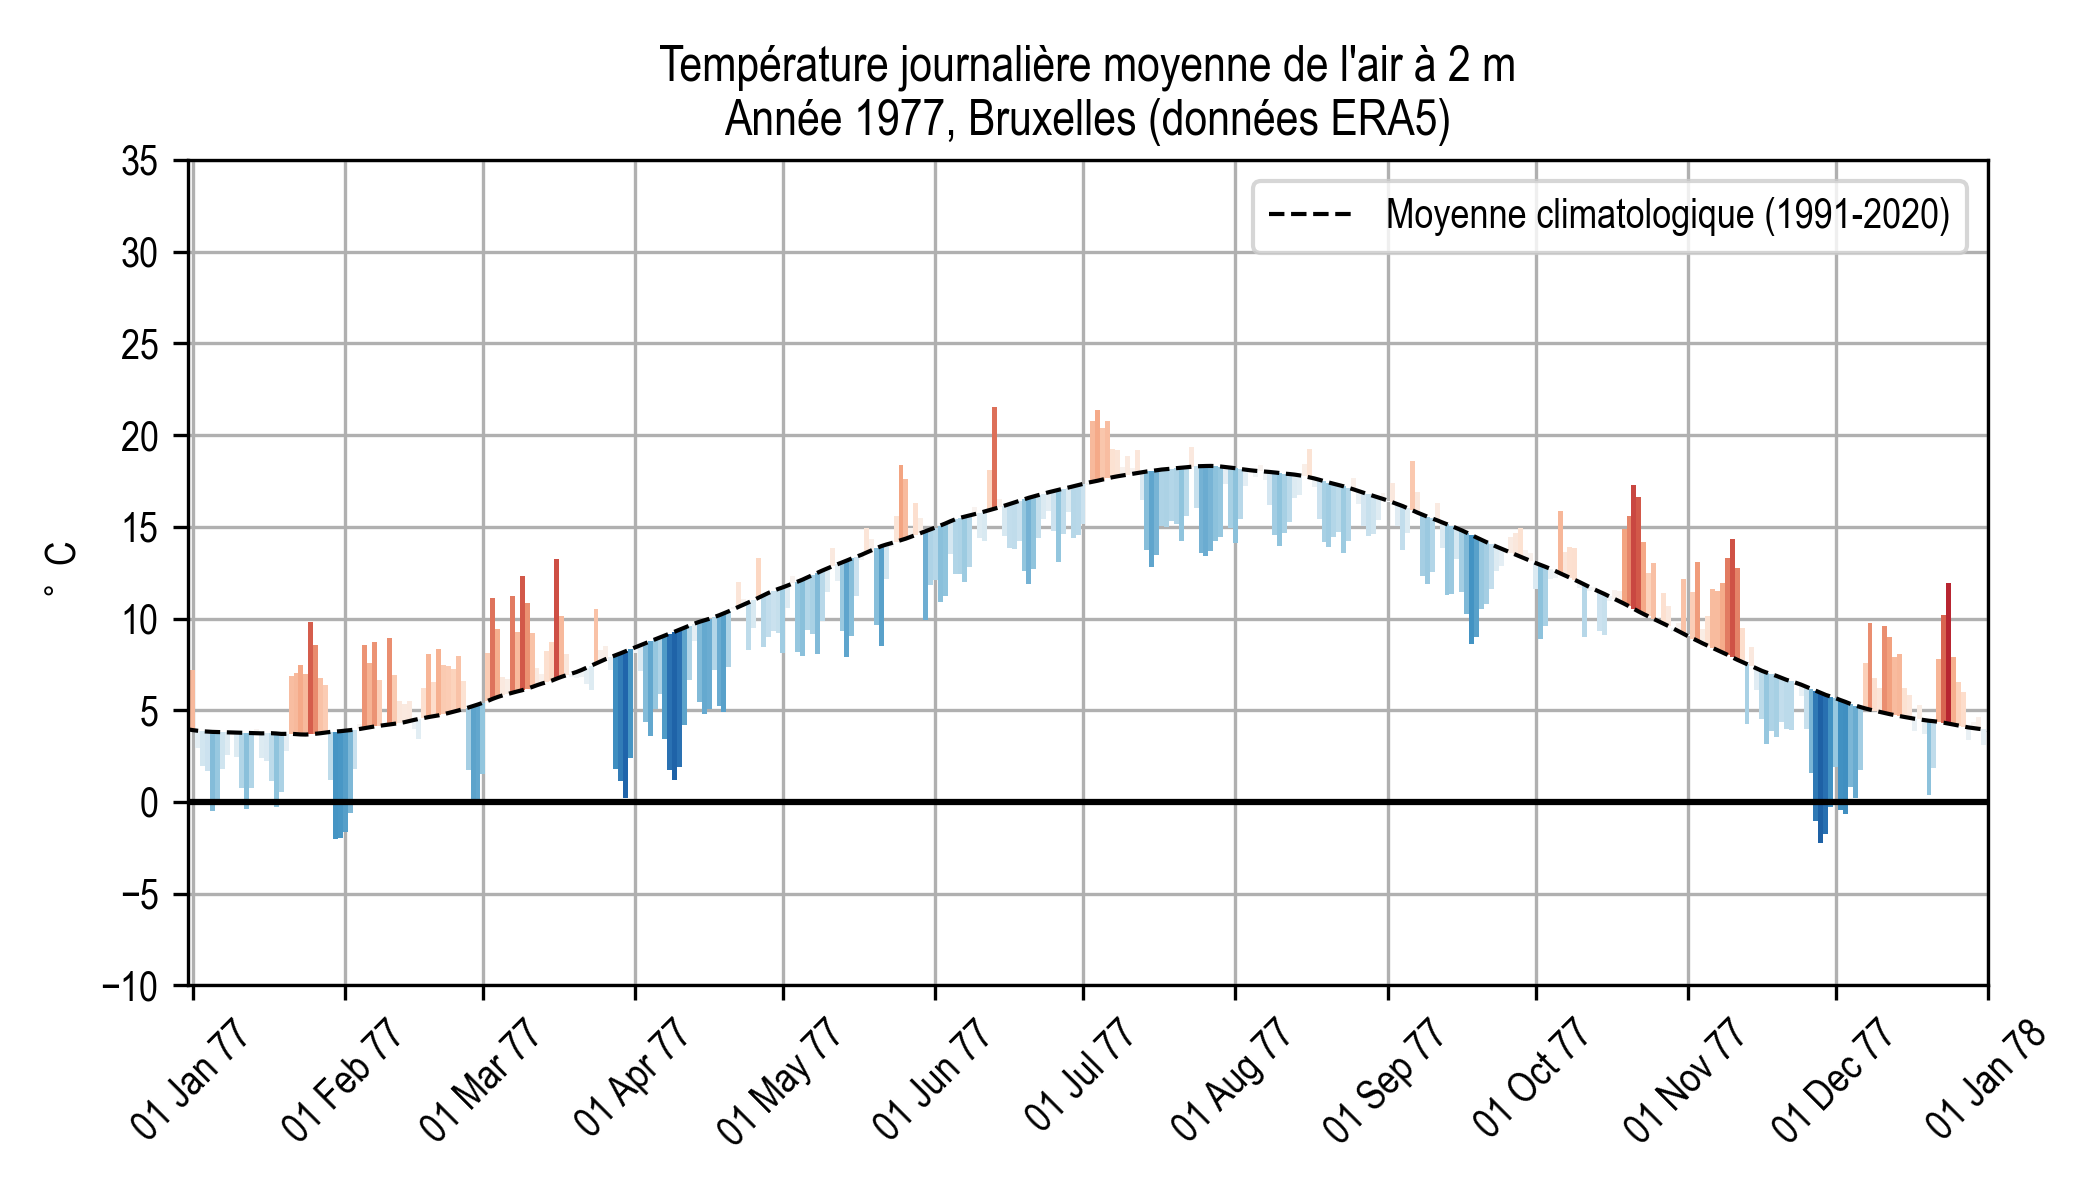 Température journalière moyenne de l'air à 2 m
Année 1977, Bruxelles (données ERA5)
Moyenne climatologique (1991-2020)
° C
35
30
25
20
15
10
5
0
−5
−10
01 Jan 77
01 Feb 77
01 Mar 77
01 Apr 77
01 May 77
01 Jun 77
01 Jul 77
01 Aug 77
01 Sep 77
01 Oct 77
01 Nov 77
01 Dec 77
01 Jan 78